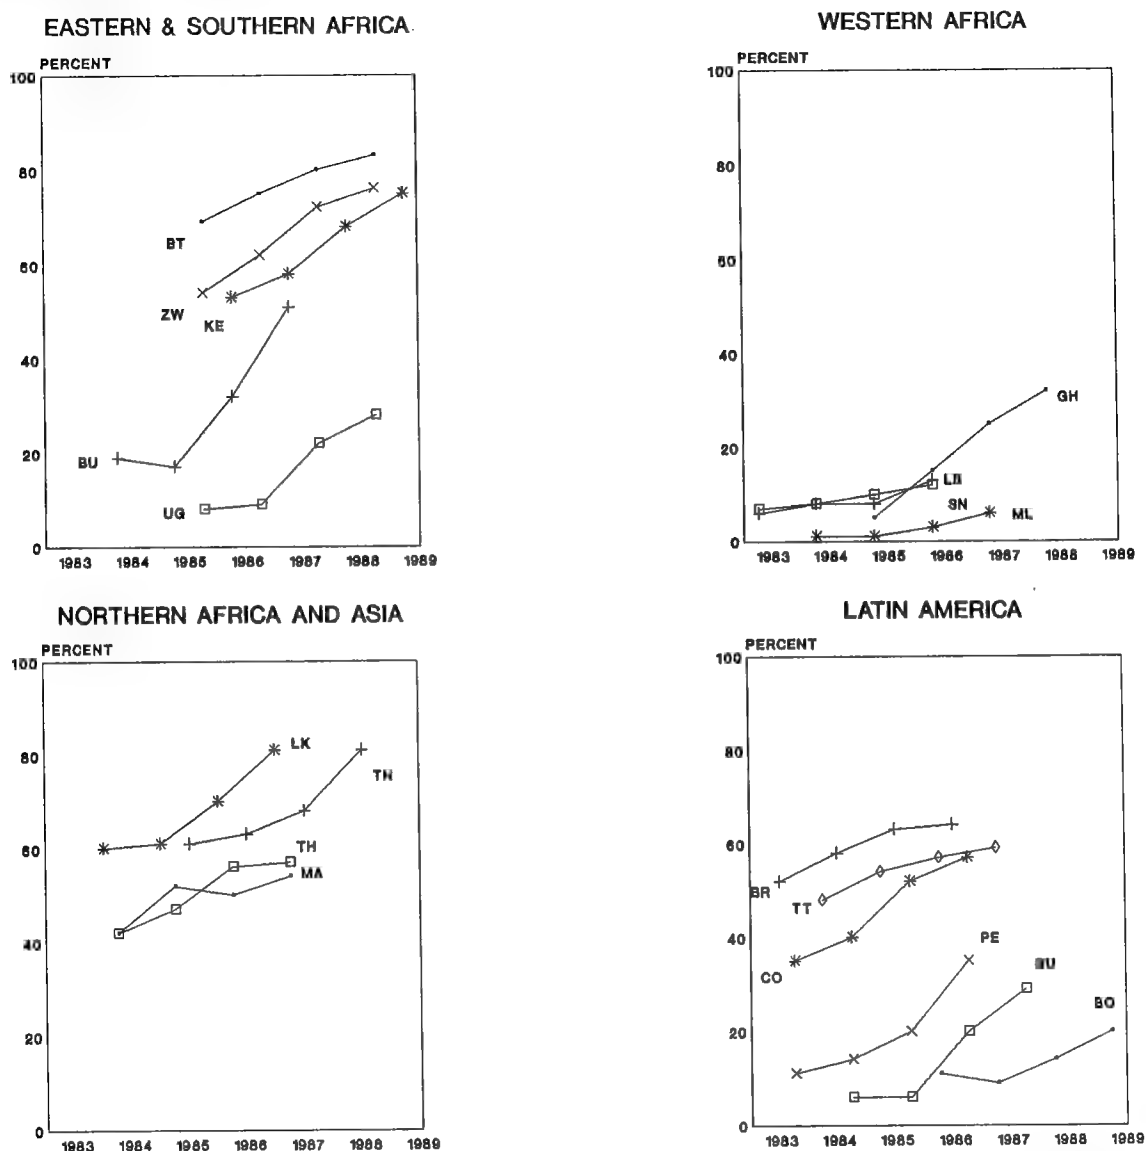 EASTERN & SOUTHERN AFRICA
PERCENT
100
80
60
40
20
0
BT
ZW
KE
BU
UG
1983 1984 1985 1986 1987 1988 1989
WESTERN AFRICA
PERCENT
100
80
60
40
20
0
GH
SN
ML
1983 1984 1985 1986 1987 1988 1989
NORTHERN AFRICA AND ASIA
PERCENT
100
80
60
40
20
0
LK
TH
MA
1983 1984 1985 1986 1987 1988 1989
LATIN AMERICA
PERCENT
100
80
60
40
20
0
BR
TT
CO
PE
BO
1983 1984 1985 1986 1987 1988 1989